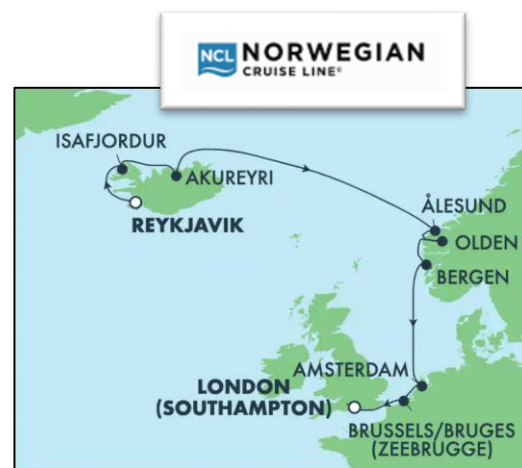 NCL NORWEGIAN
CRUISE LINE®
ISAFJORDUR
AKUREYRI
REYKJAVIK
ÅLESUND
OLDEN
BERGEN
AMSTERDAM
LONDON
(SOUTHAMPTON)
BRUSSELS/BRUGES
(ZEEBRUGGE)